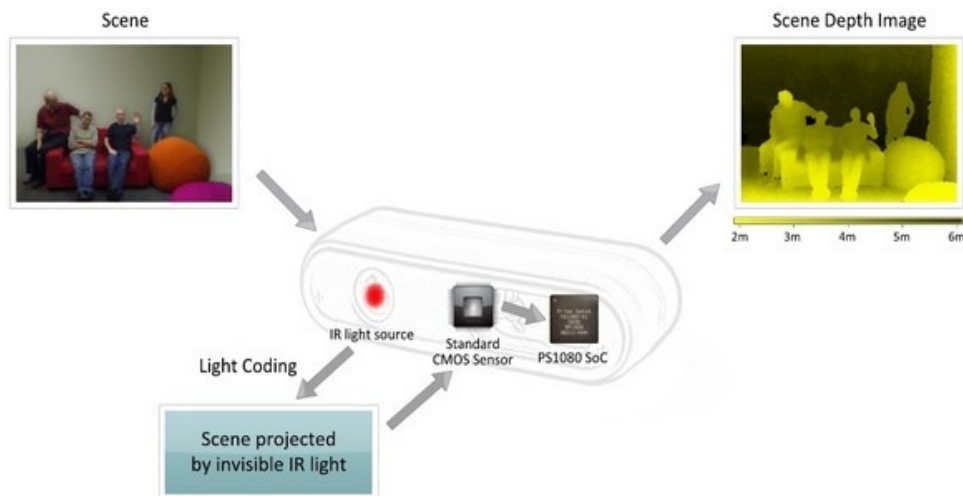 Scene
Scene Depth Image
2m 3m 4m 5m 6m
IR light source
Standard
CMOS Sensor
PS1080 SoC
Light Coding
Scene projected
by invisible IR light